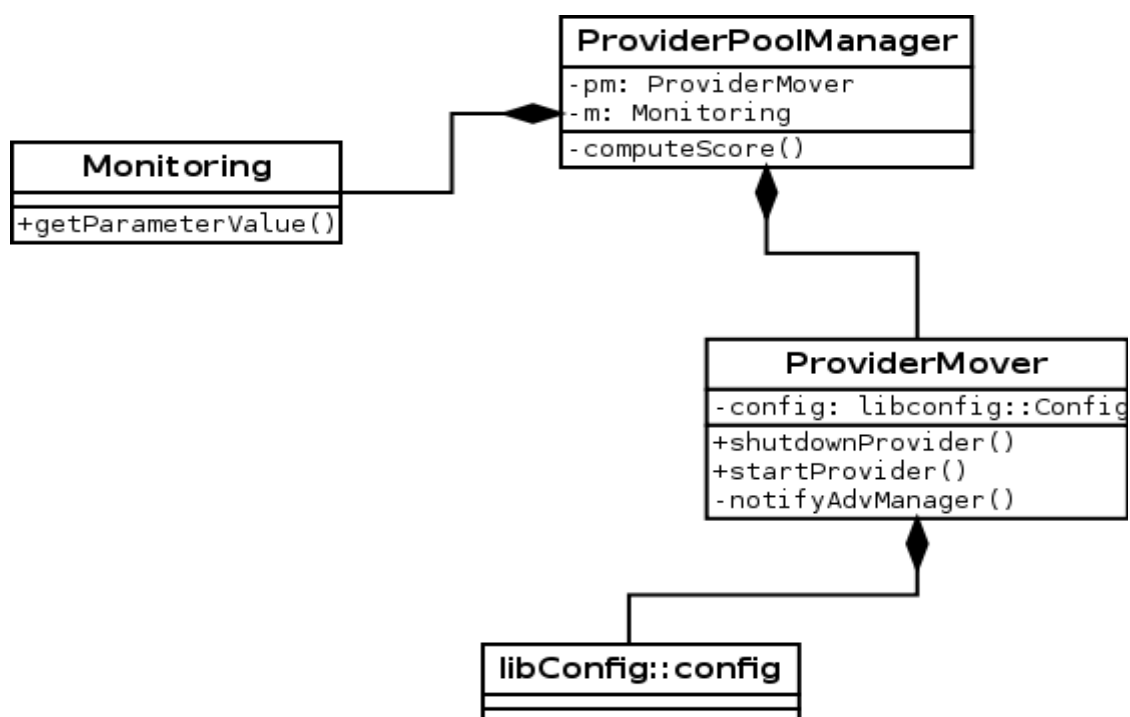 ProviderPoolManager
-pm: ProviderMover
-m: Monitoring
-computeScore()
Monitoring
+getParameterValue()
ProviderMover
-config: libconfig::Config
+shutdownProvider()
+startProvider()
-notifyAdvManager()
libConfig::config